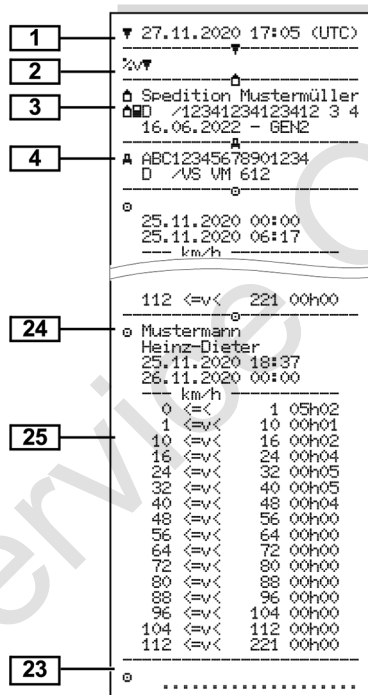 1
▼ 27.11.2020 17:05 (UTC)
2
%v▼
3
Spedition Mustermüller
D /12341234123412 3 4
16.06.2022 - GEN2
4
A ABC12345678901234
D /VS VM 612
25.11.2020 00:00
25.11.2020 06:17
--- km/h ---
112 <=v< 221 00h00
24
Mustermann
Heinz-Dieter
25.11.2020 18:37
26.11.2020 00:00
--- km/h ---
0 <=< 1 05h02
1 <=v< 10 00h01
10 <=v< 16 00h02
16 <=v< 24 00h04
25
24 <=v< 32 00h05
32 <=v< 40 00h05
40 <=v< 48 00h04
48 <=v< 56 00h00
56 <=v< 64 00h00
64 <=v< 72 00h00
72 <=v< 80 00h00
80 <=v< 88 00h00
88 <=v< 96 00h00
96 <=v< 104 00h00
104 <=v< 112 00h00
112 <=v< 221 00h00
23
....................
ervice